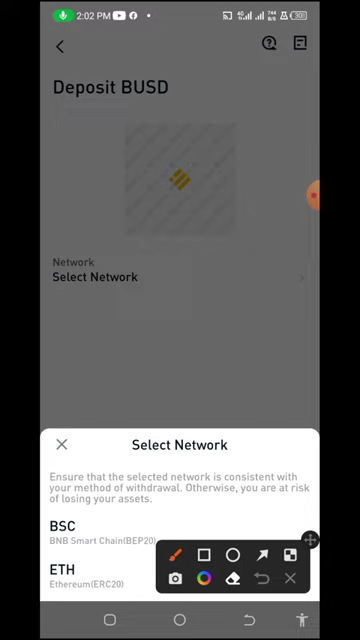 2:02 PM
Deposit BUSD
Network
Select Network
Select Network
Ensure that the selected network is consistent with
your method of withdrawal. Otherwise, you are at risk
of losing your assets.
BSC
BNB Smart Chain(BEP20)
ETH
Ethereum(ERC20)